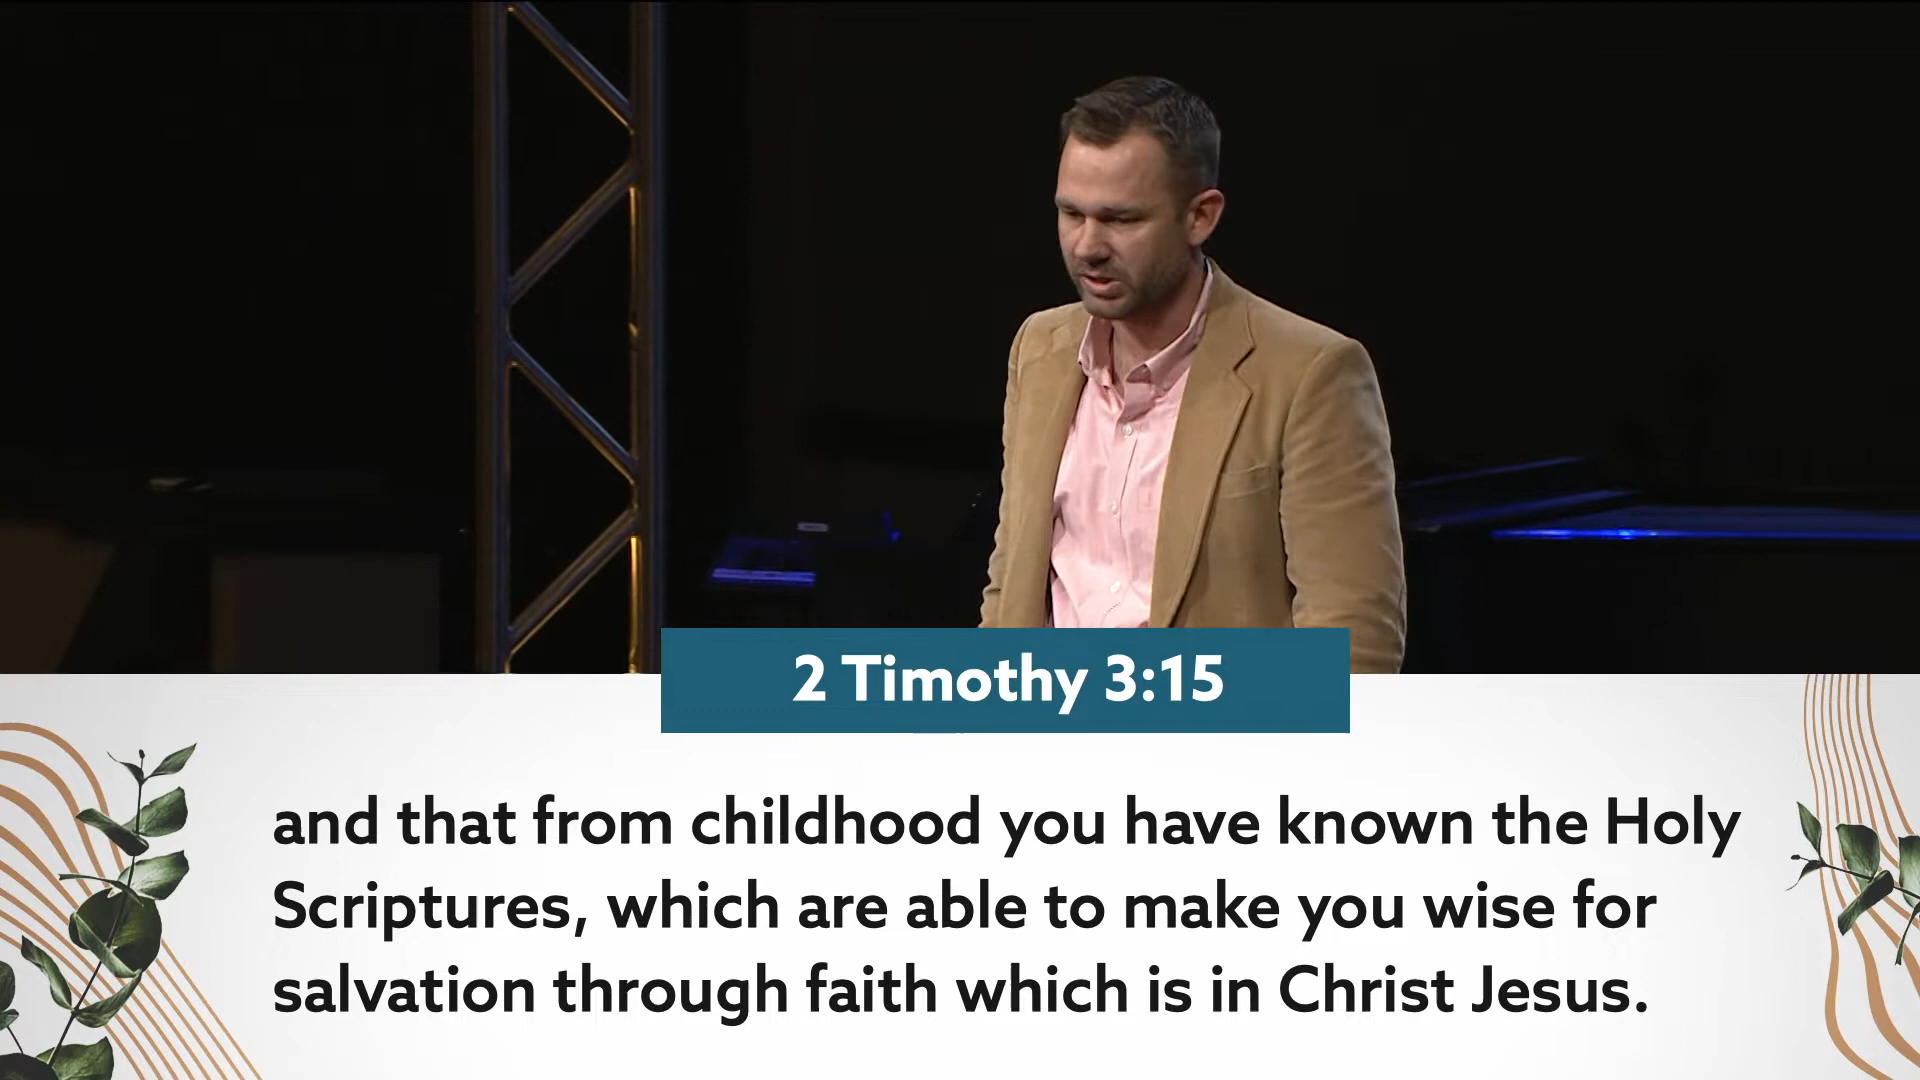 2 Timothy 3:15
and that from childhood you have known the Holy
Scriptures, which are able to make you wise for
salvation through faith which is in Christ Jesus.